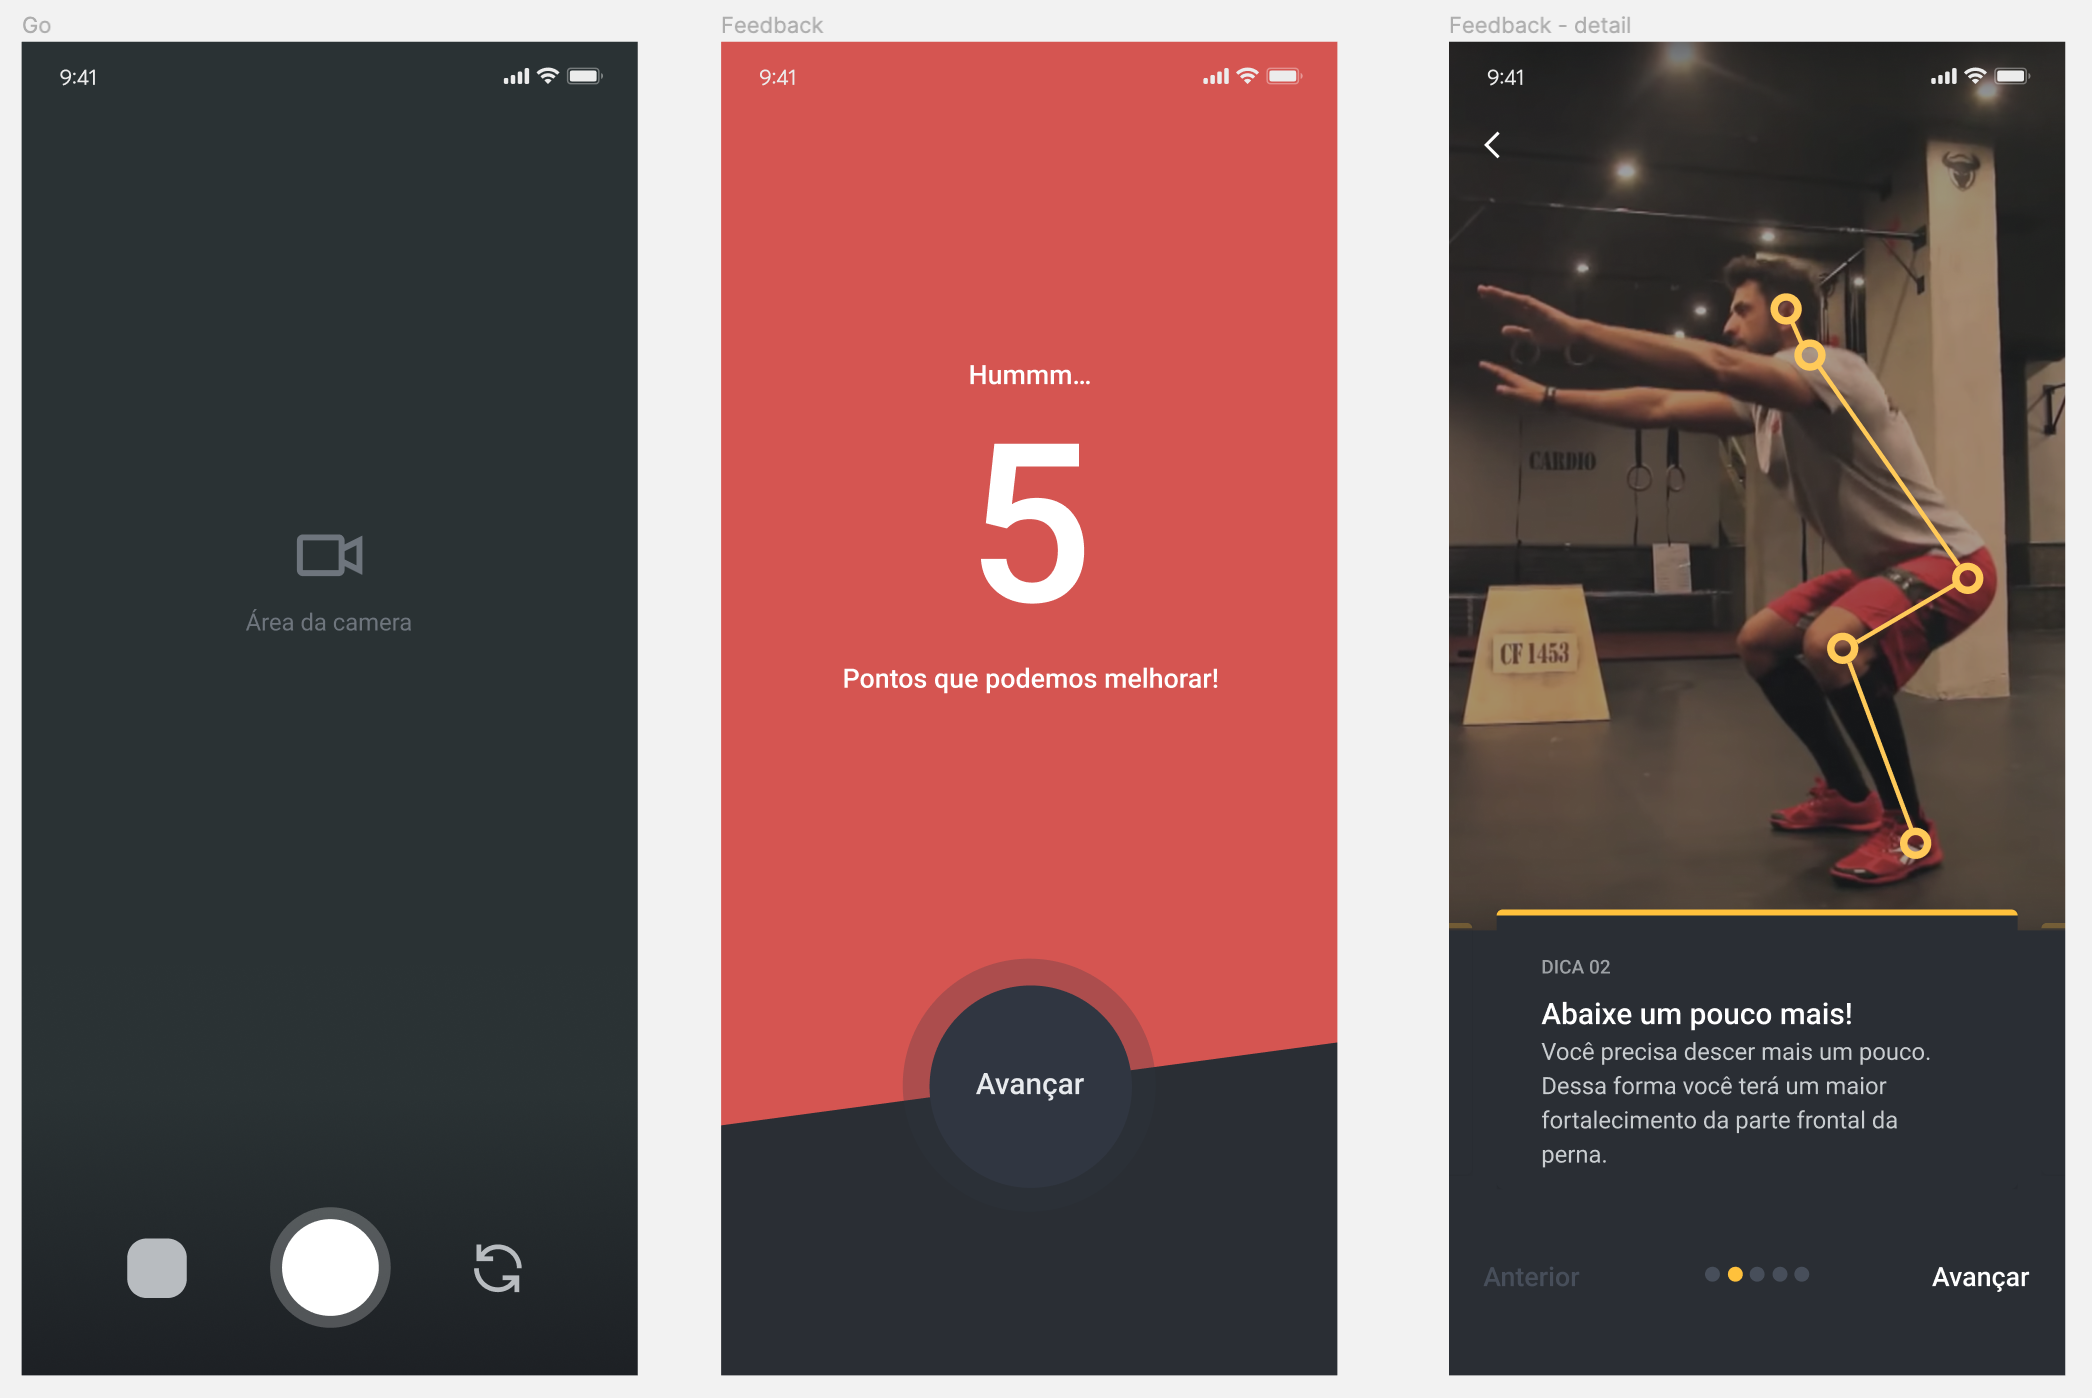 Go
9:41
Área da camera
Feedback
9:41
Hummm...
5
Pontos que podemos melhorar!
Avançar
Feedback - detail
9:41
CARDIO
CF 1453
DICA 02
Abaixe um pouco mais!
Você precisa descer mais um pouco.
Dessa forma você terá um maior
fortalecimento da parte frontal da
perna.
Anterior
Avançar